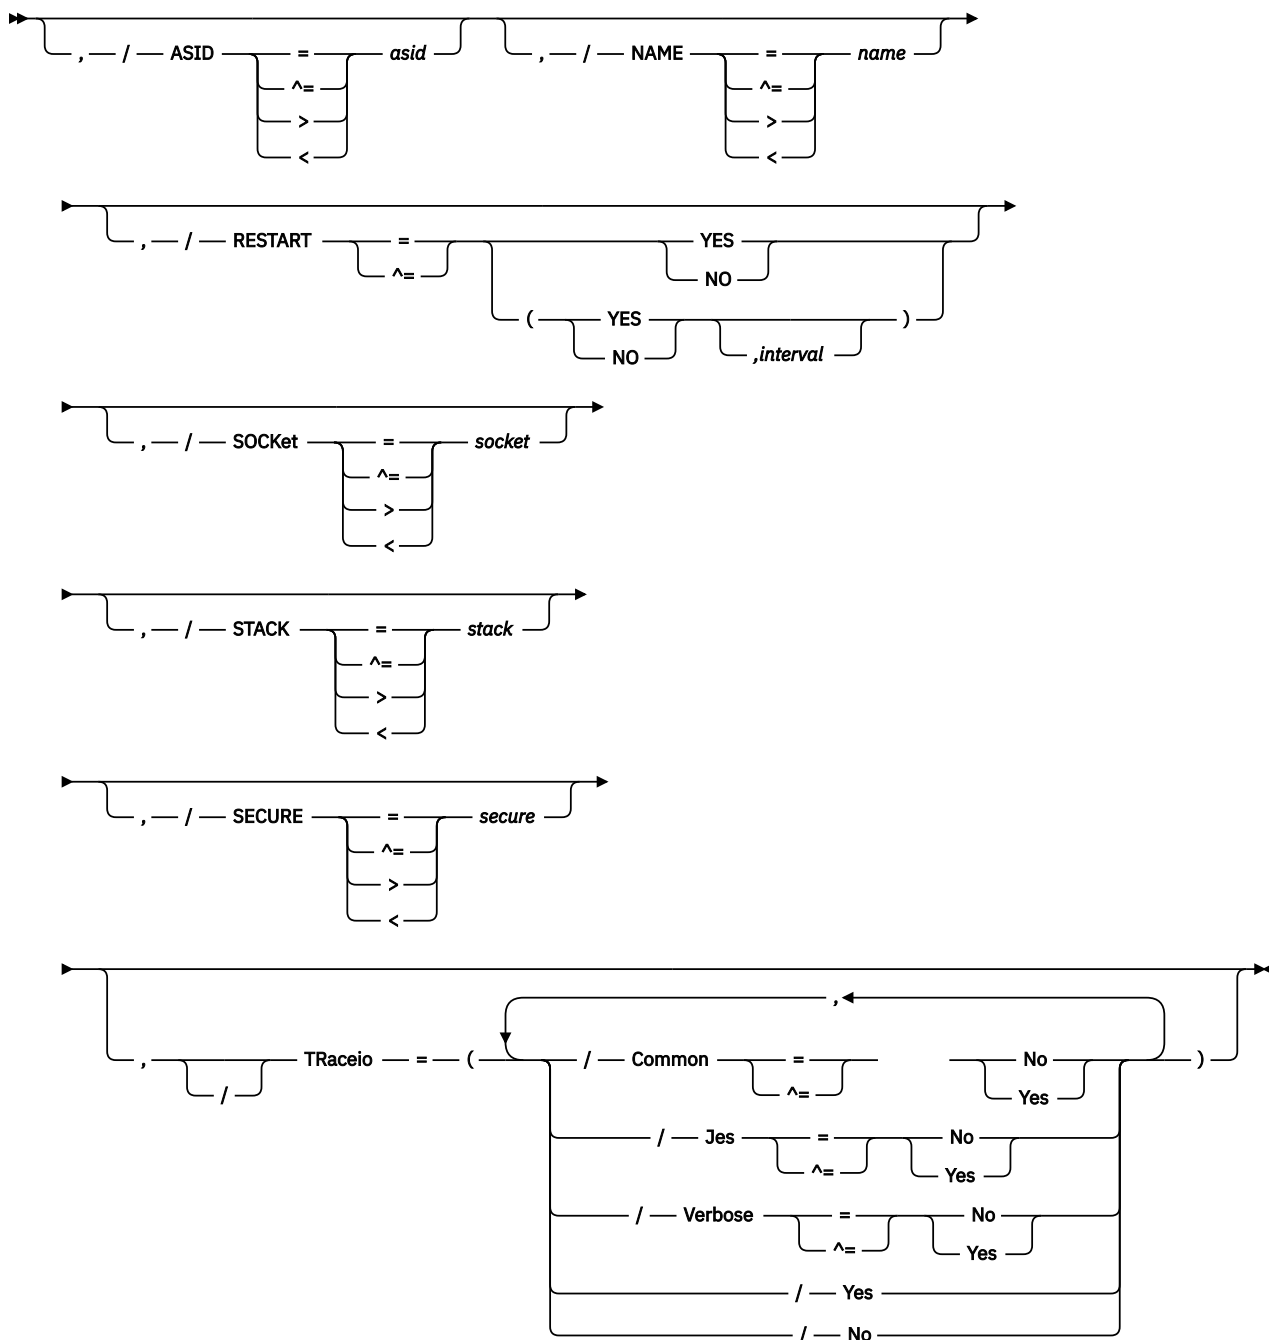 , / ASID = asid , / NAME = name
^= ^=
> >
< <
, / RESTART = YES
^= NO
( YES )
NO ,interval
, / SOCKet = socket
^=
>
<
, / STACK = stack
^=
>
<
, / SECURE = secure
^=
>
<
,
, TRaceio = ( / Common = No )
/ ^= Yes
/ Jes = No
^= Yes
/ Verbose = No
^= Yes
/ Yes
/ No